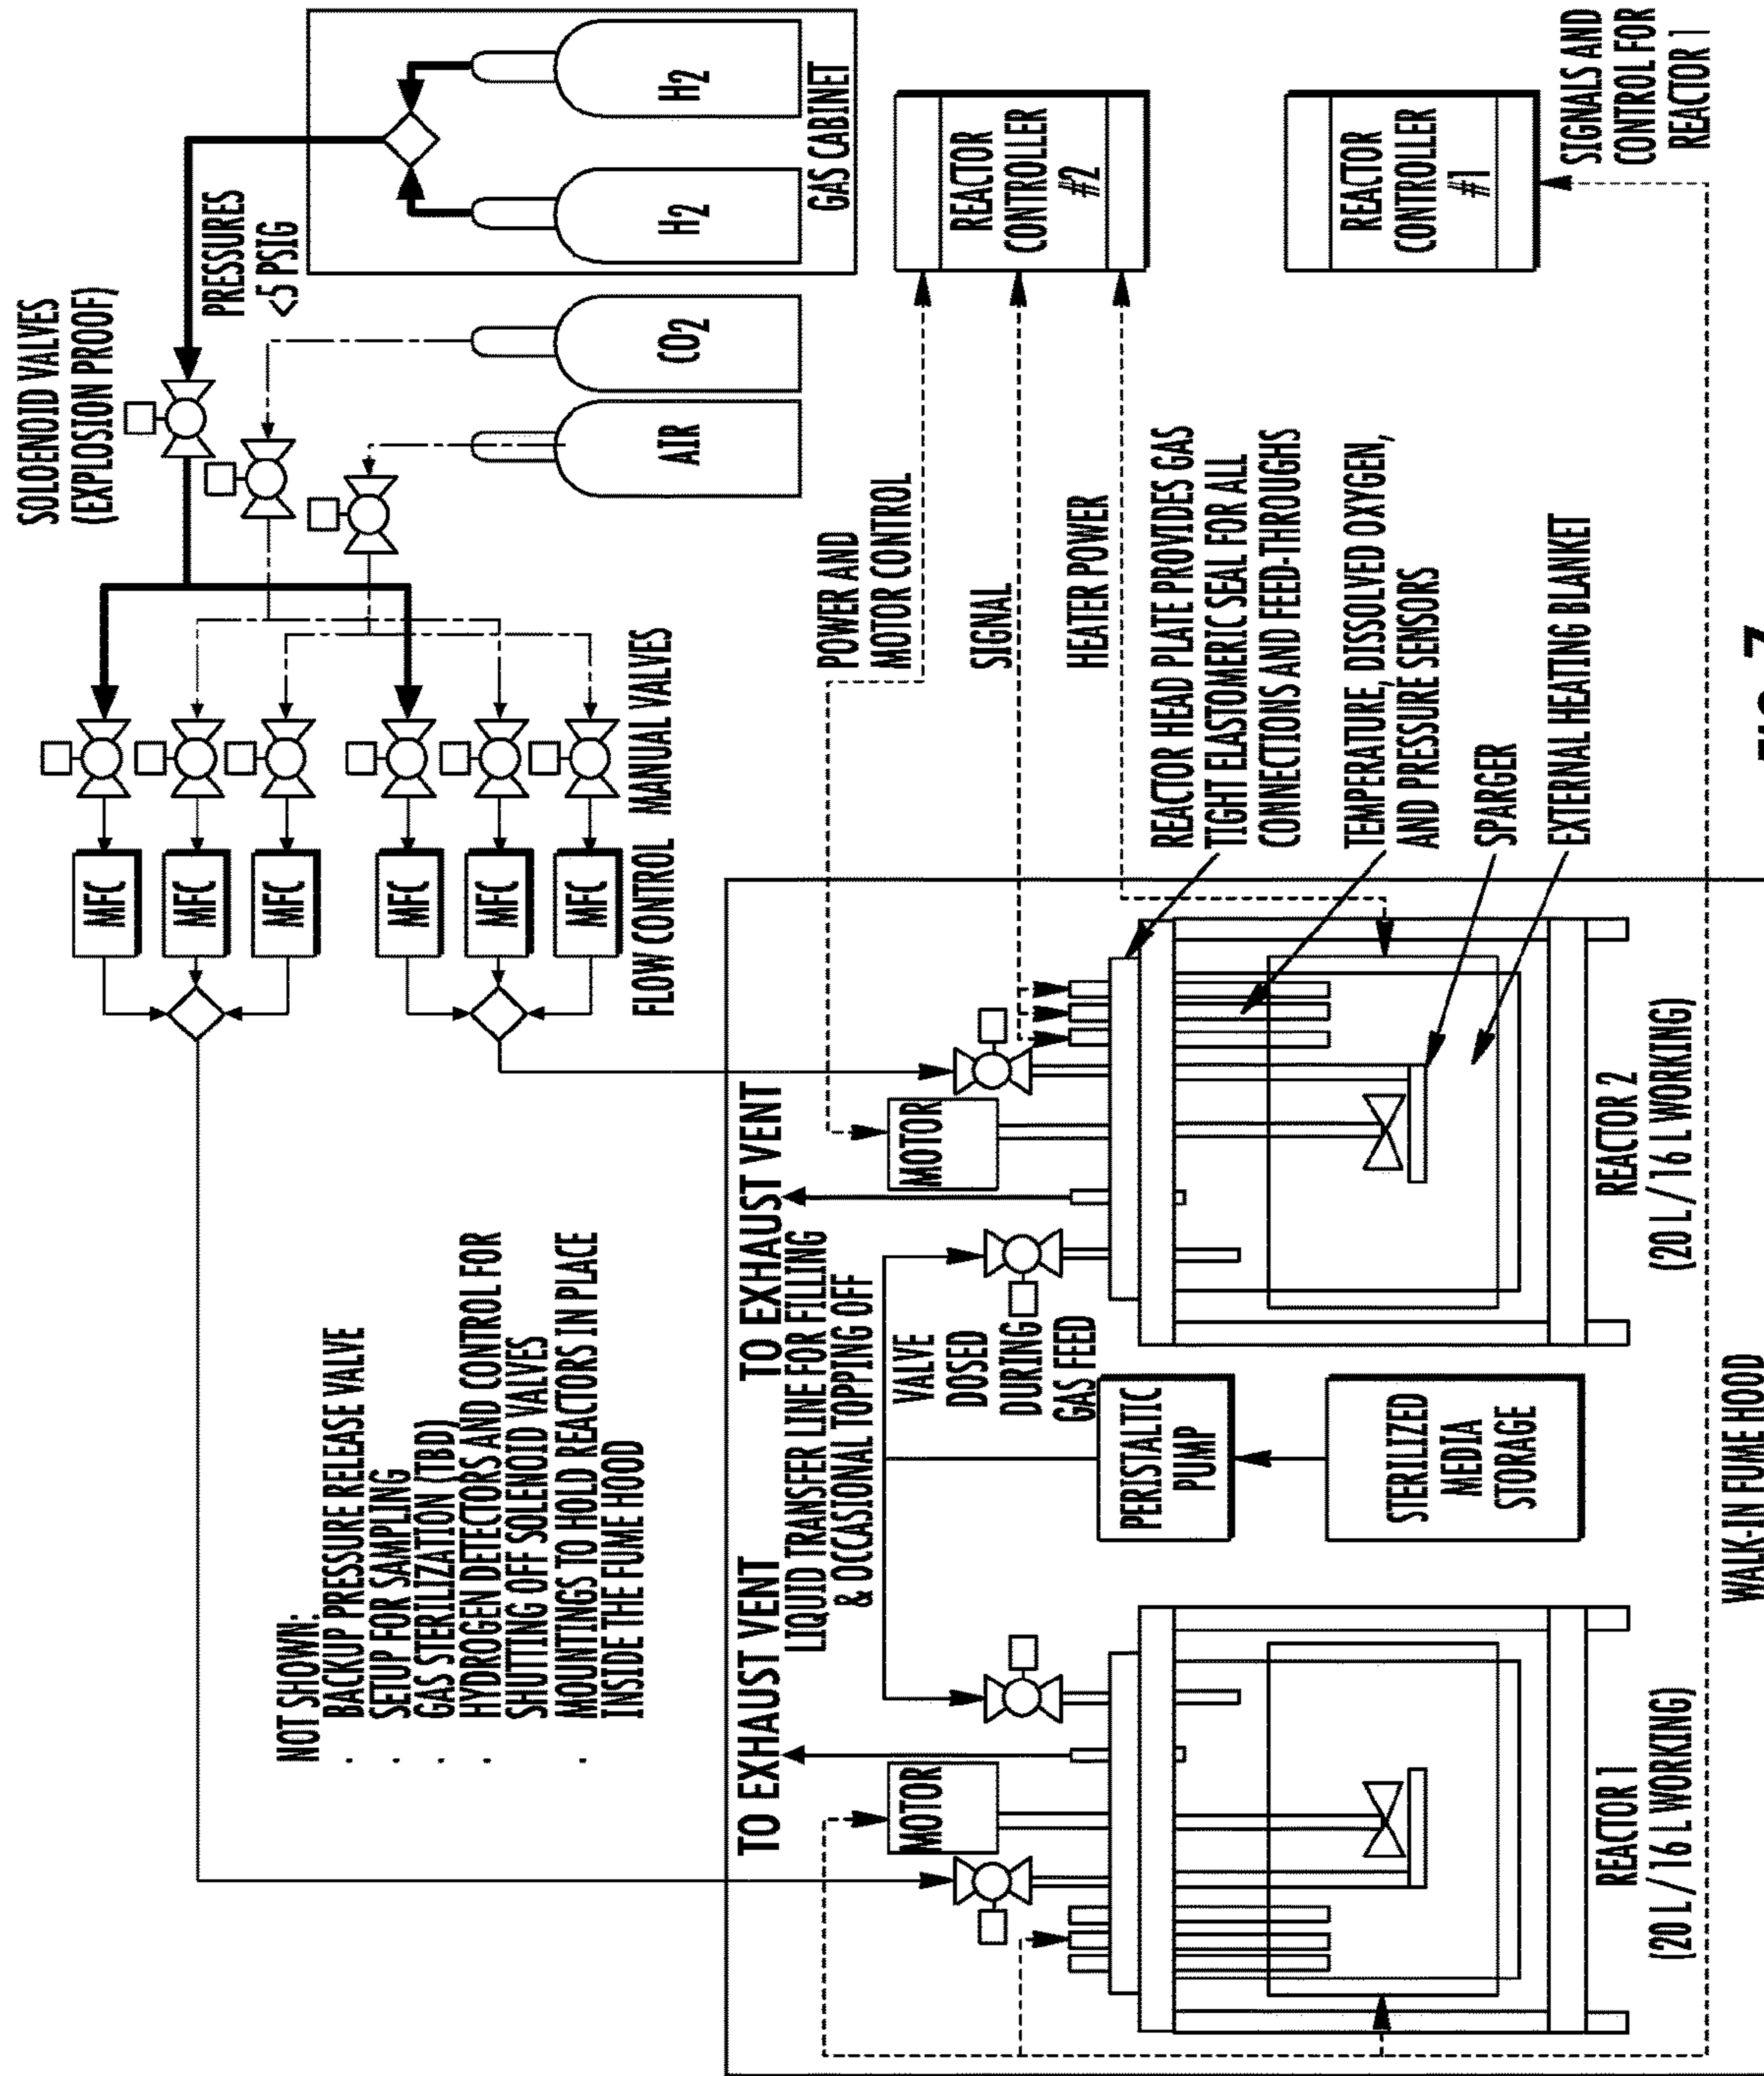 SOLOENOID VALVES
(EXPLOSION PROOF)
PRESSURES
<5 PSIG
H2
H2
GAS CABINET
CO2
AIR
MANUAL VALVES
FLOW CONTROL
MFC
MFC
MFC
MFC
MFC
MFC
REACTOR
CONTROLLER
#2
REACTOR
CONTROLLER
#1
SIGNALS AND
CONTROL FOR
REACTOR 1
POWER AND
MOTOR CONTROL
SIGNAL
HEATER POWER
REACTOR HEAD PLATE PROVIDES GAS
TIGHT ELASTOMERIC SEAL FOR ALL
CONNECTIONS AND FEED-THROUGHS
TEMPERATURE, DISSOLVED OXYGEN,
AND PRESSURE SENSORS
SPARGER
EXTERNAL HEATING BLANKET
NOT SHOWN:
. BACKUP PRESSURE RELEASE VALVE
. SETUP FOR SAMPLING
. GAS STERILIZATION (TBD)
. HYDROGEN DETECTORS AND CONTROL FOR
SHUTTING OFF SOLENOID VALVES
. MOUNTINGS TO HOLD REACTORS IN PLACE
INSIDE THE FUME HOOD
TO EXHAUST VENT
TO EXHAUST VENT
LIQUID TRANSFER LINE FOR FILLING
& OCCASIONAL TOPPING OFF
MOTOR
MOTOR
VALVE
DOSED
DURING
GAS FEED
PERISTALTIC
PUMP
STERILIZED
MEDIA
STORAGE
REACTOR 1
(20 L / 16 L WORKING)
REACTOR 2
(20 L / 16 L WORKING)
WALK-IN FUME HOOD